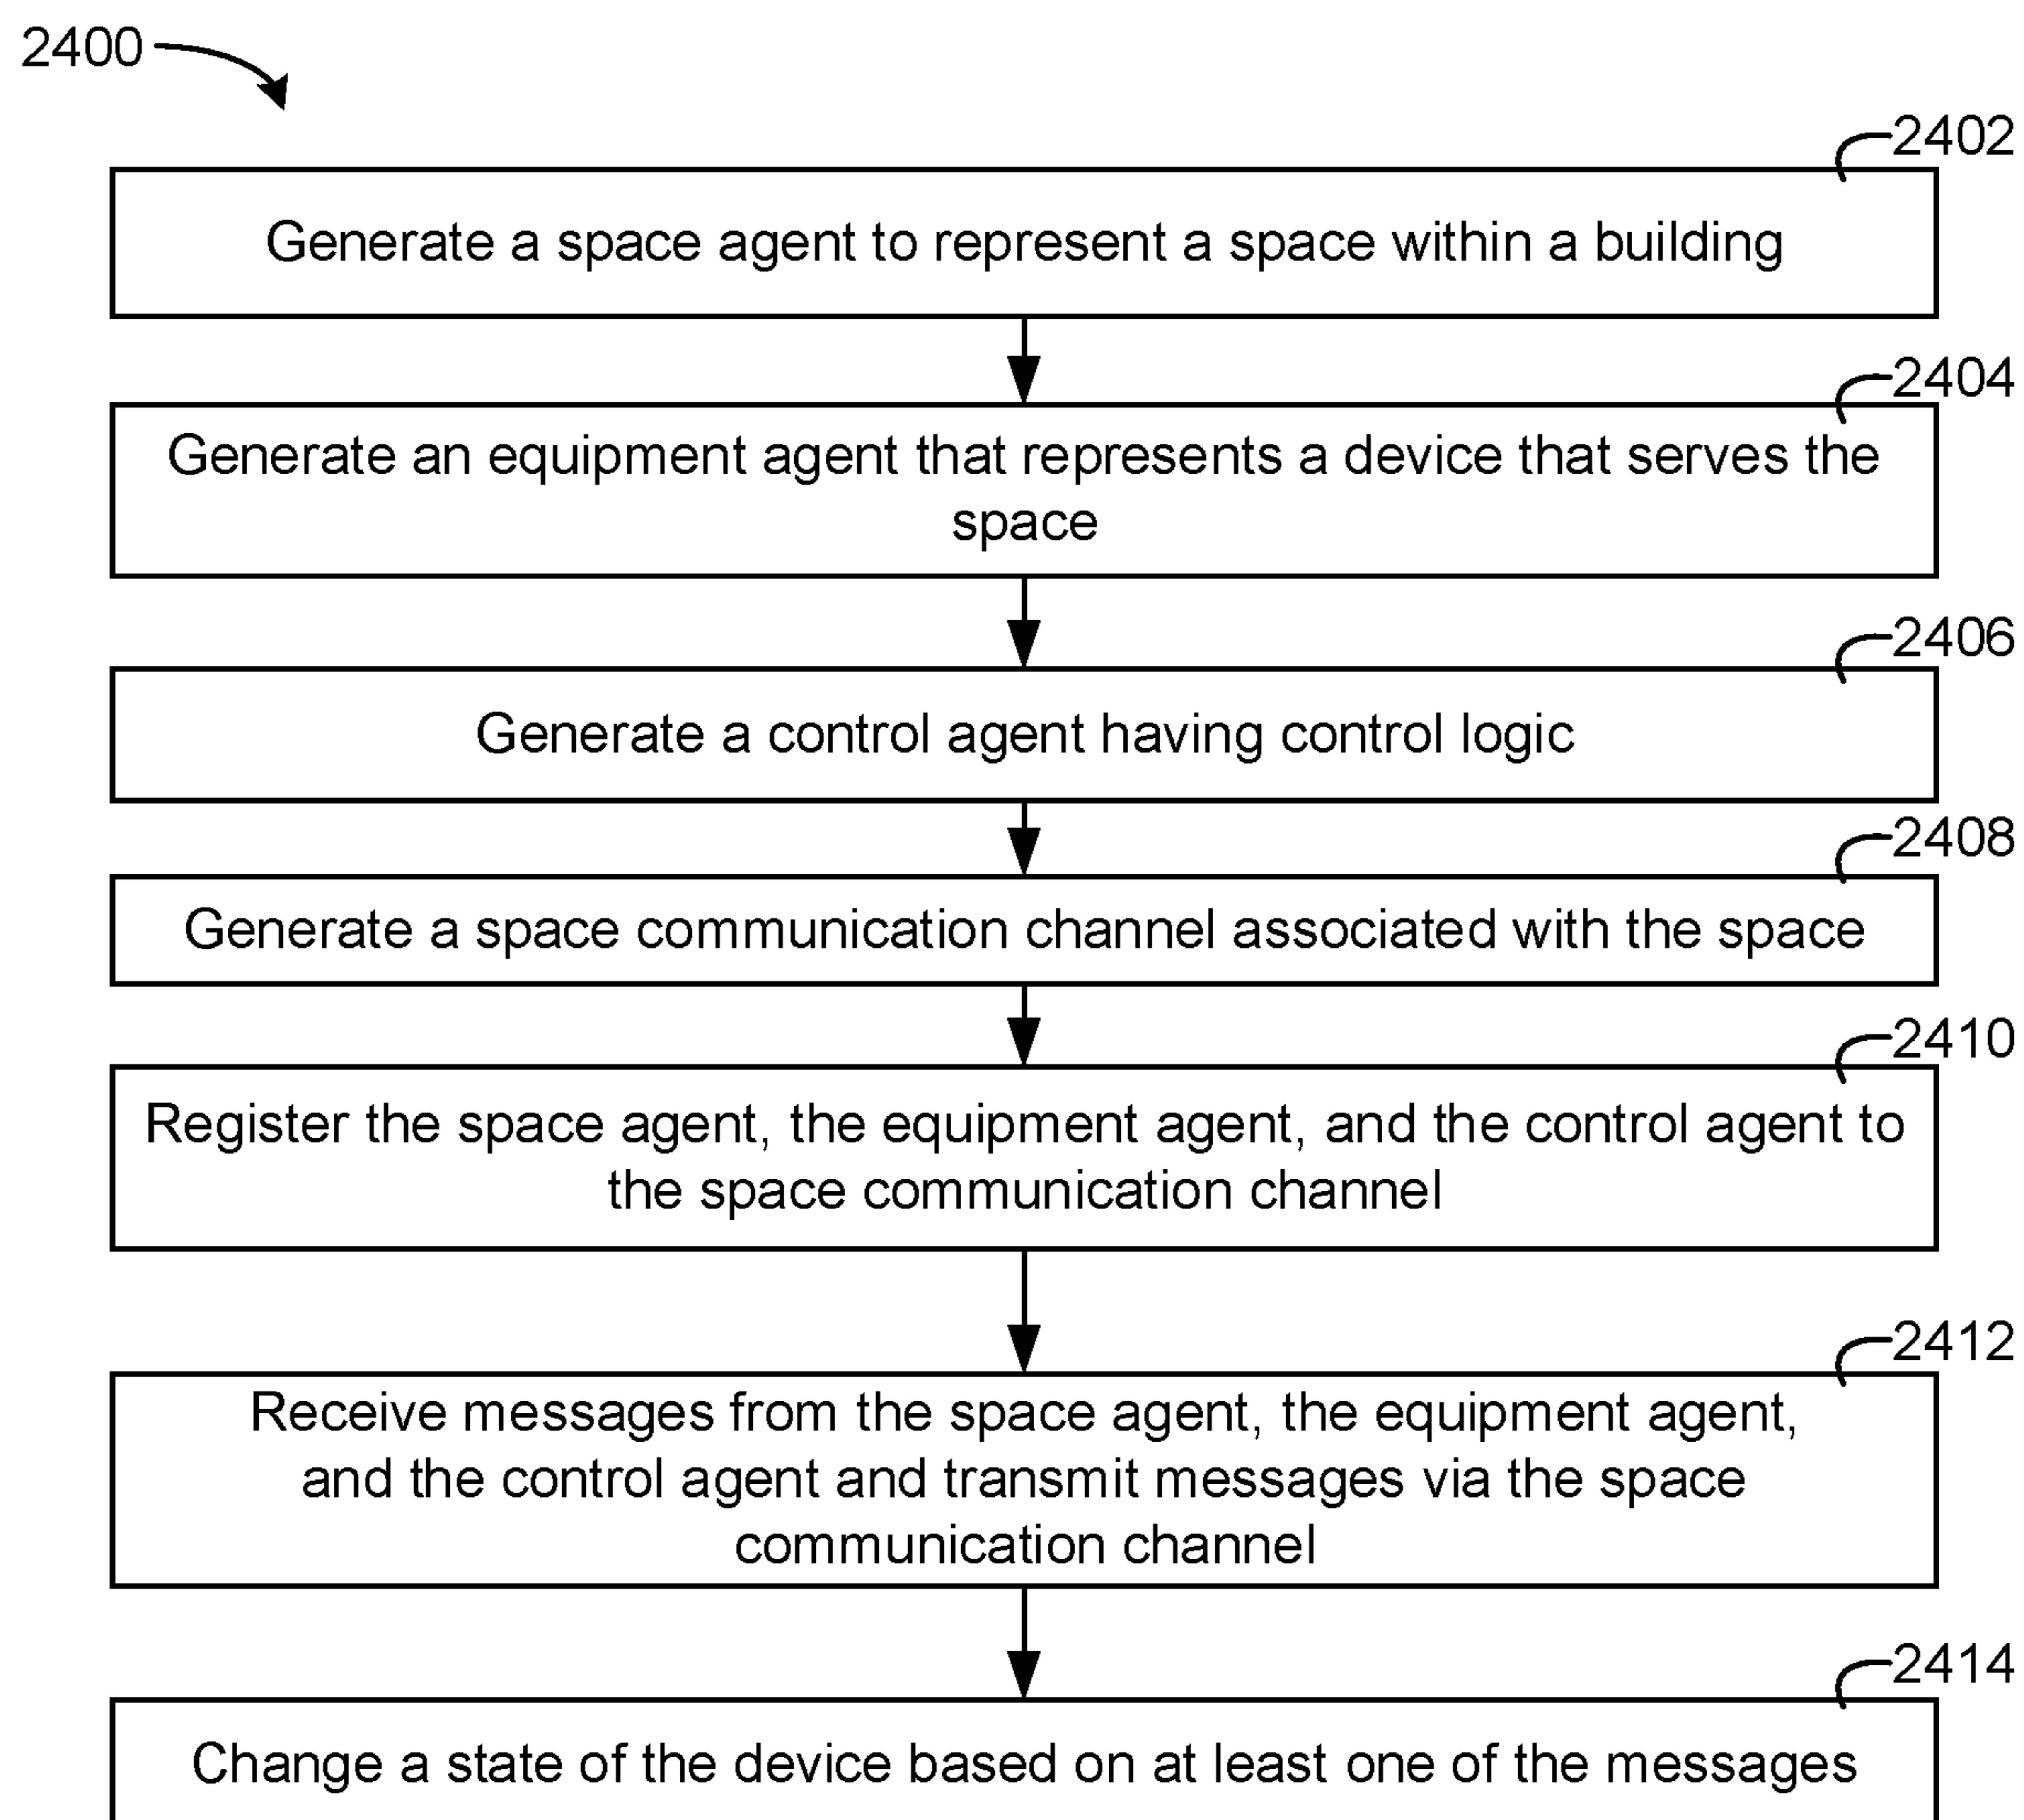 2400
2402
Generate a space agent to represent a space within a building
2404
Generate an equipment agent that represents a device that serves the
space
2406
Generate a control agent having control logic
2408
Generate a space communication channel associated with the space
2410
Register the space agent, the equipment agent, and the control agent to
the space communication channel
2412
Receive messages from the space agent, the equipment agent,
and the control agent and transmit messages via the space
communication channel
2414
Change a state of the device based on at least one of the messages